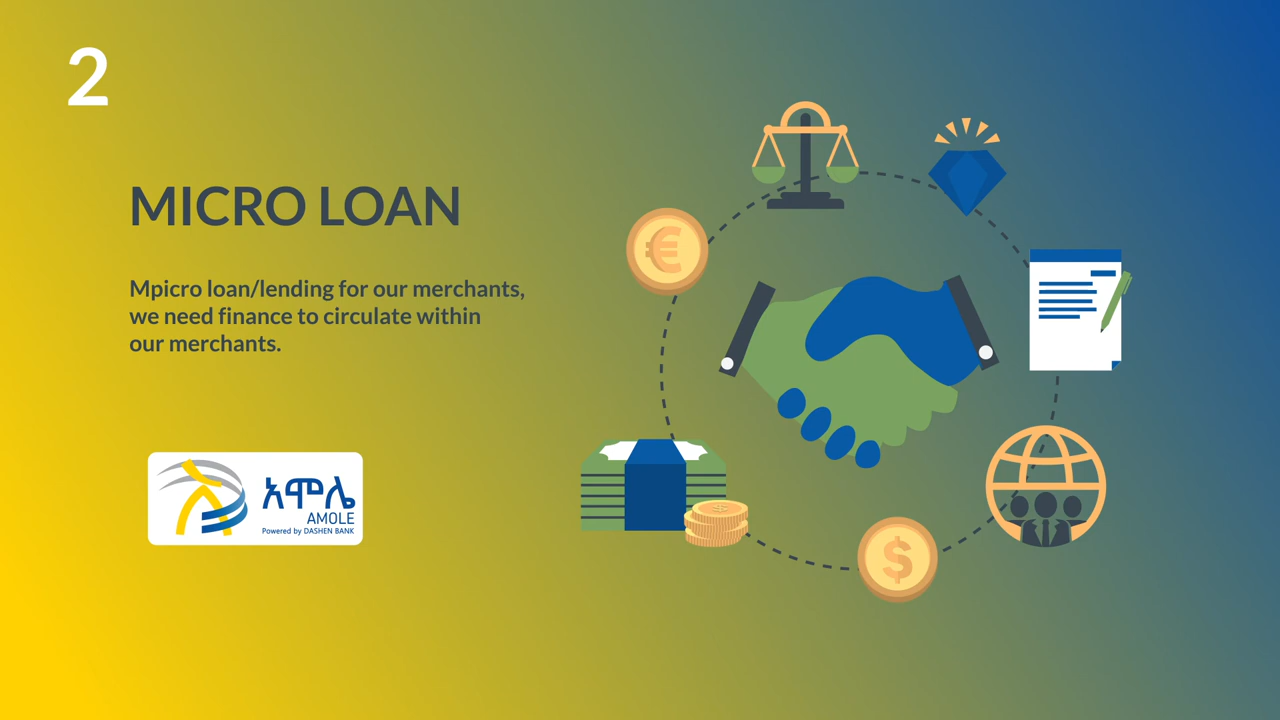 2
MICRO LOAN
Mpicro loan/lending for our merchants,
we need finance to circulate within
our merchants.
አሞሌ
AMOLE
Powered by DASHEN BANK
€
$